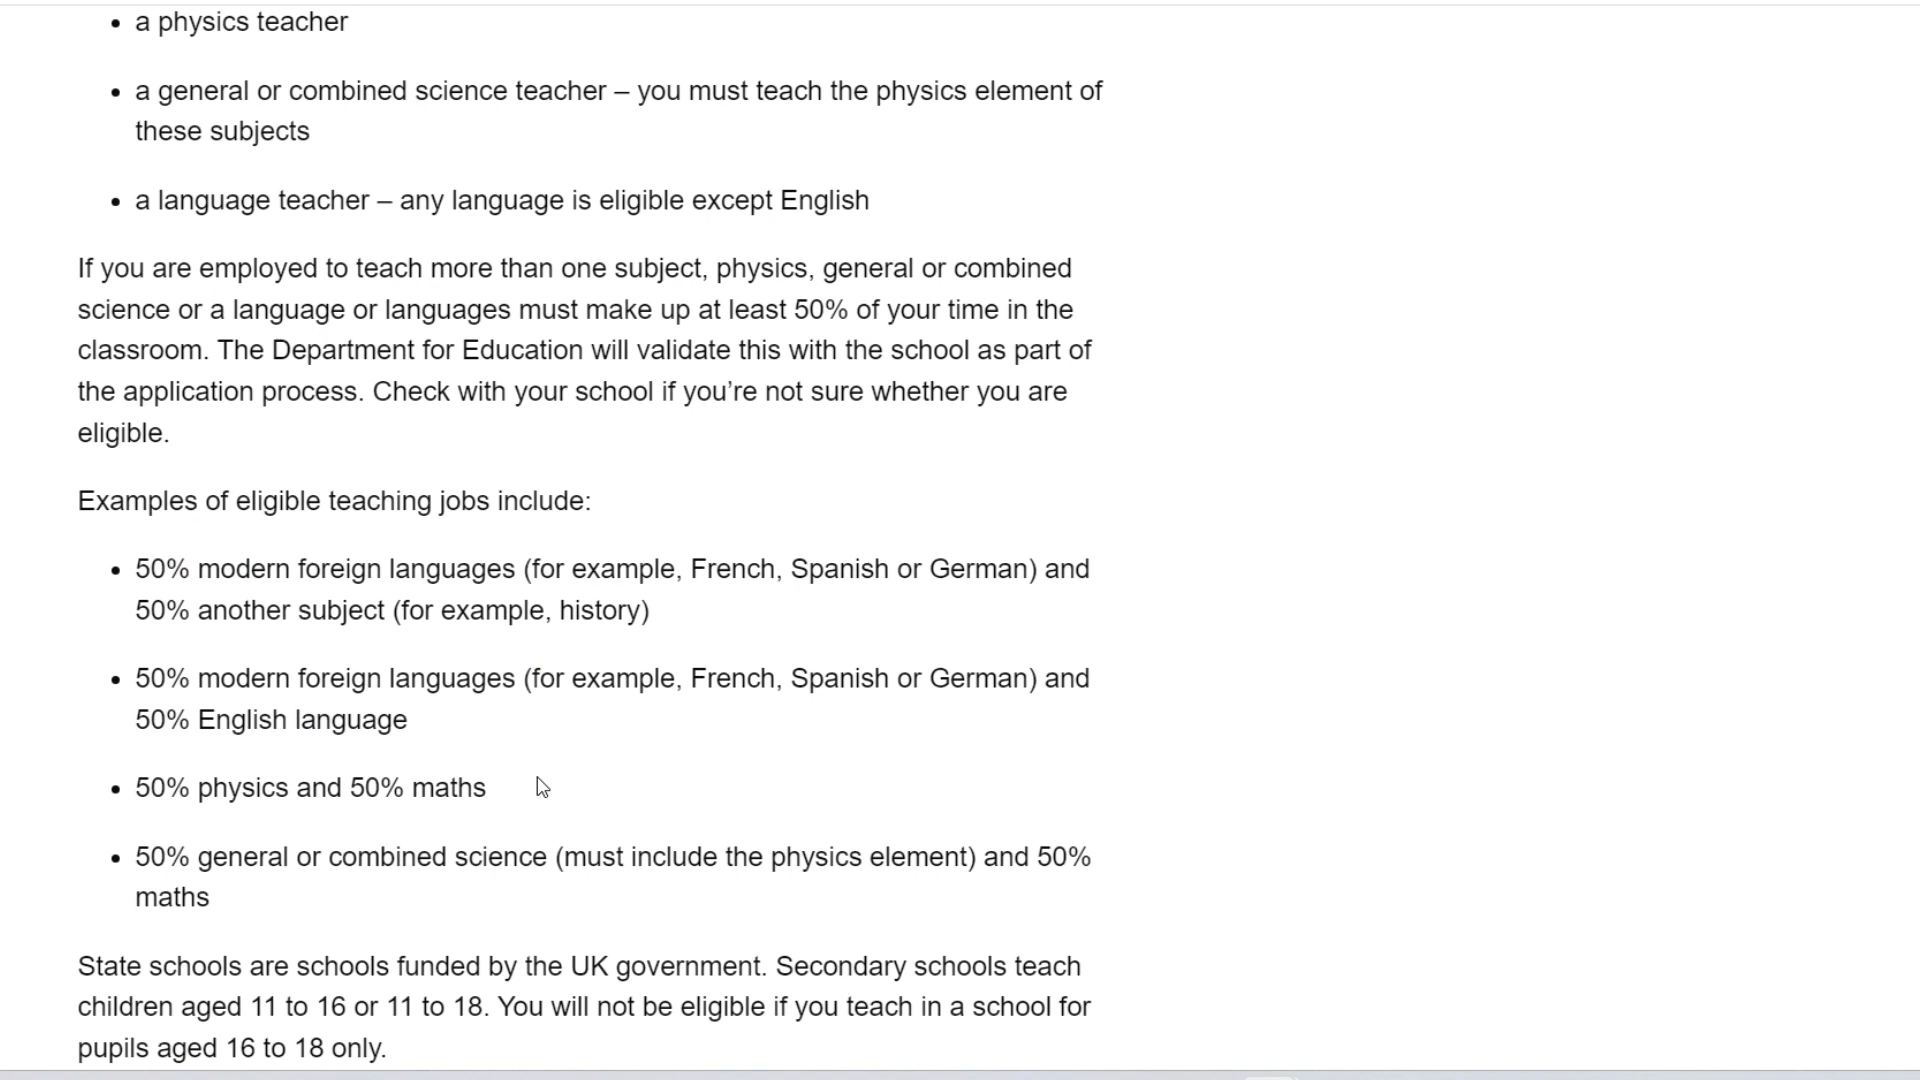 • a physics teacher
• a general or combined science teacher – you must teach the physics element of
these subjects
• a language teacher – any language is eligible except English
If you are employed to teach more than one subject, physics, general or combined
science or a language or languages must make up at least 50% of your time in the
classroom. The Department for Education will validate this with the school as part of
the application process. Check with your school if you’re not sure whether you are
eligible.
Examples of eligible teaching jobs include:
• 50% modern foreign languages (for example, French, Spanish or German) and
50% another subject (for example, history)
• 50% modern foreign languages (for example, French, Spanish or German) and
50% English language
• 50% physics and 50% maths
• 50% general or combined science (must include the physics element) and 50%
maths
State schools are schools funded by the UK government. Secondary schools teach
children aged 11 to 16 or 11 to 18. You will not be eligible if you teach in a school for
pupils aged 16 to 18 only.